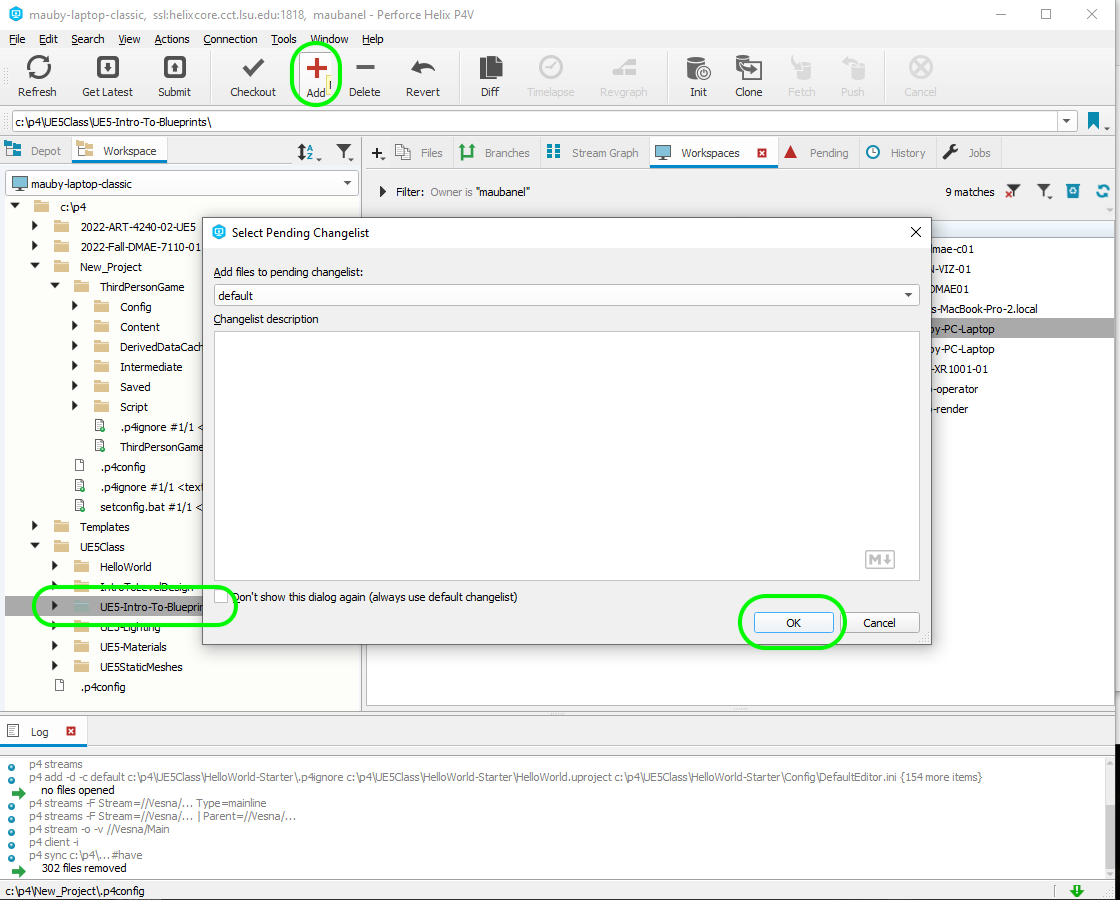 mauby-laptop-classic, ssl:helixcore.cct.lsu.edu:1818, maubanel - Perforce Helix P4V
File Edit Search View Actions Connection Tools Window Help
Refresh Get Latest Submit Checkout Add Delete Revert Diff Timelapse Revgraph Init Clone Fetch Push Cancel
c:\p4\UE5Class\UE5-Intro-To-Blueprints\
Depot Workspace
Files Branches Stream Graph Workspaces Pending History Jobs
mauby-laptop-classic
Filter: Owner is "maubanel"
9 matches
c:\p4
2022-ART-4240-02-UE5
2022-Fall-DMAE-7110-01
New_Project
ThirdPersonGame
Config
Content
DerivedDataCach
Intermediate
Saved
Script
.p4ignore #1/1 <
ThirdPersonGame
.p4config
.p4ignore #1/1 <text
setconfig.bat #1/1 <
Templates
UE5Class
HelloWorld
IntroToLevelDesign
UE5-Intro-To-Blueprin
UE5-Lighting
UE5-Materials
UE5StaticMeshes
.p4config
Select Pending Changelist
Add files to pending changelist:
default
Changelist description
M
Don't show this dialog again (always use default changelist)
OK Cancel
dmae-c01
N-VIZ-01
DMAE01
s-MacBook-Pro-2.local
by-PC-Laptop
by-PC-Laptop
-XR1001-01
-operator
-render
Log
p4 streams
p4 add -d -c default c:\p4\UE5Class\HelloWorld-Starter\.p4ignore c:\p4\UE5Class\HelloWorld-Starter\HelloWorld.uproject c:\p4\UE5Class\HelloWorld-Starter\Config\DefaultEditor.ini {154 more items}
no files opened
p4 streams -F Stream=//Vesna/... Type=mainline
p4 streams -F Stream=//Vesna/... | Parent=//Vesna/...
p4 stream -o -v //Vesna/Main
p4 client -i
p4 sync c:\p4\...#have
302 files removed
c:\p4\New_Project\.p4config